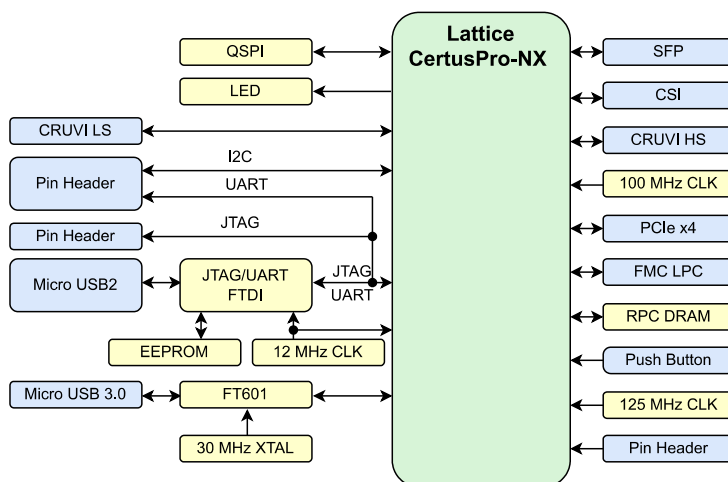 Lattice
CertusPro-NX
QSPI
LED
CRUVI LS
I2C
Pin Header
UART
Pin Header
JTAG
Micro USB2
JTAG/UART
FTDI
JTAG
UART
EEPROM
12 MHz CLK
Micro USB 3.0
FT601
30 MHz XTAL
SFP
CSI
CRUVI HS
100 MHz CLK
PCIe x4
FMC LPC
RPC DRAM
Push Button
125 MHz CLK
Pin Header